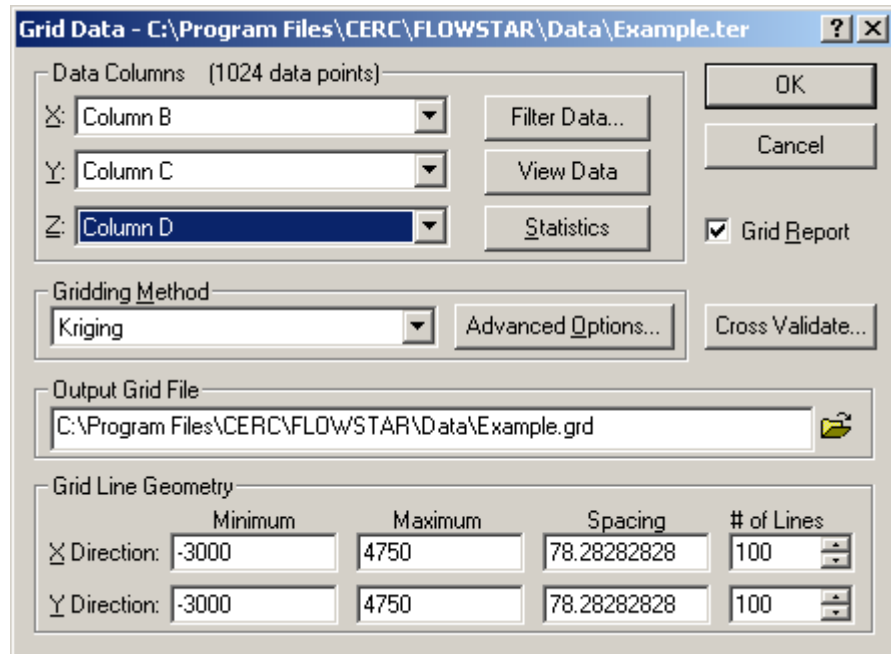 Grid Data - C:\Program Files\CERC\FLOWSTAR\Data\Example.ter
Data Columns (1024 data points)
X: Column B
Filter Data...
Y: Column C
View Data
Z: Column D
Statistics
OK
Cancel
Grid Report
Gridding Method
Kriging
Advanced Options...
Cross Validate...
Output Grid File
C:\Program Files\CERC\FLOWSTAR\Data\Example.grd
Grid Line Geometry
Minimum Maximum Spacing # of Lines
X Direction: -3000 4750 78.28282828 100
Y Direction: -3000 4750 78.28282828 100